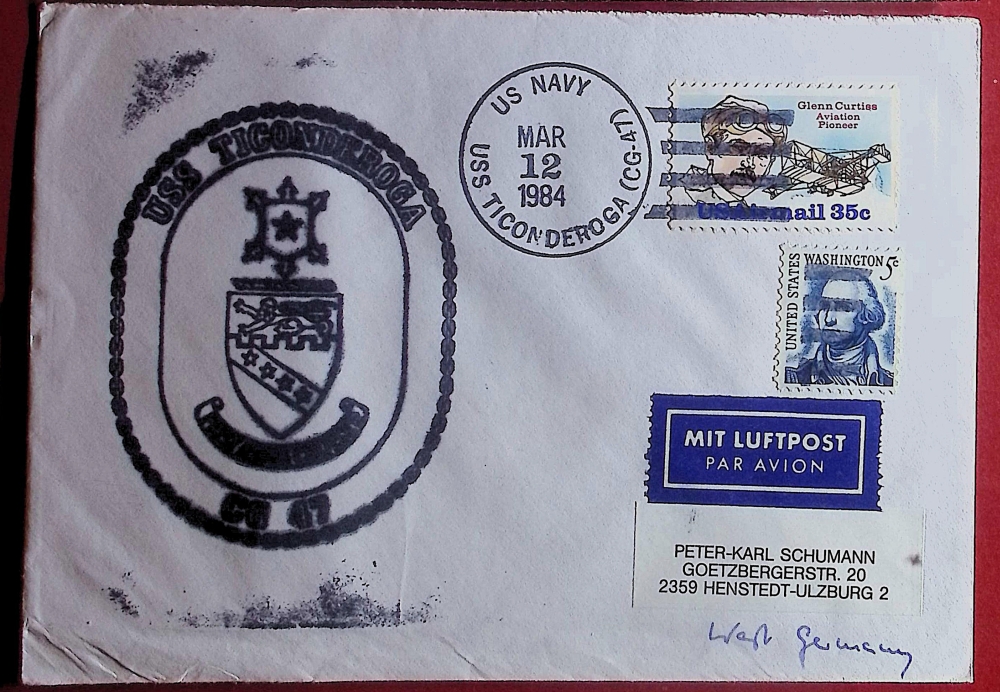 USS TICONDEROGA
CG 47
US NAVY
MAR
12
1984
USS TICONDEROGA (CG-47)
Glenn Curtiss
Aviation
Pioneer
USAirmail 35c
UNITED STATES
WASHINGTON 5c
MIT LUFTPOST
PAR AVION
PETER-KARL SCHUMANN
GOETZBERGERSTR. 20
2359 HENSTEDT-ULZBURG 2
West Germany